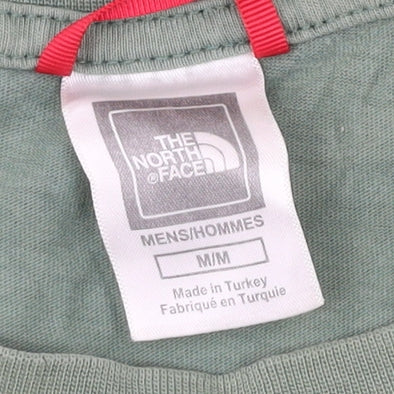 THE
NORTH
FACE
MENS/HOMMES
M/M
Made in Turkey
Fabriqué en Turquie